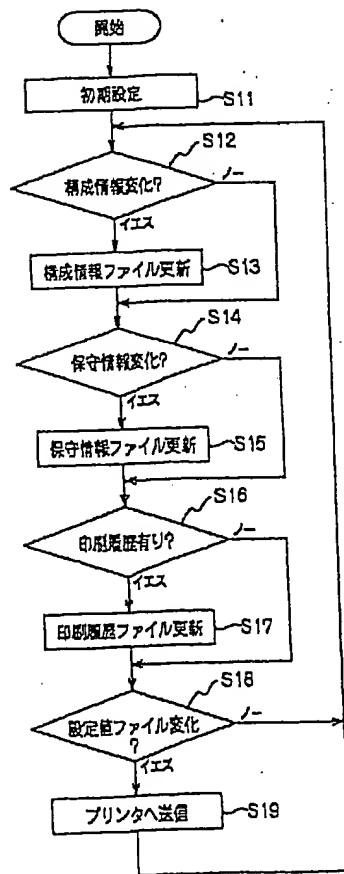 開始
初期設定
S11
S12
構成情報変化?
ノー
イエス
構成情報ファイル更新
S13
S14
保守情報変化?
ノー
イエス
保守情報ファイル更新
S15
S16
印刷履歴有り?
ノー
イエス
印刷履歴ファイル更新
S17
S18
設定値ファイル変化
?
ノー
イエス
プリンタへ送信
S19